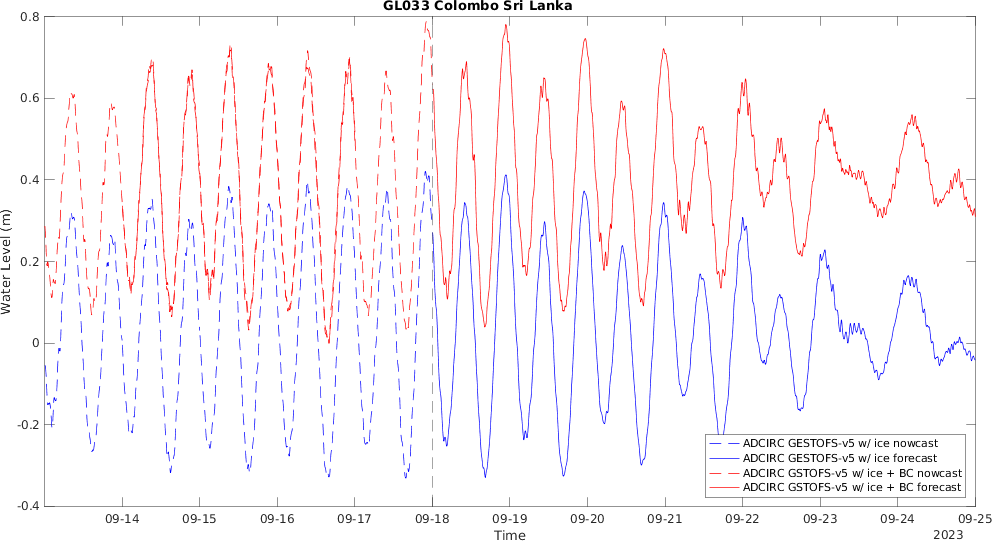 GL033 Colombo Sri Lanka
Water Level (m)
0.8
0.6
0.4
0.2
0
-0.2
-0.4
ADCIRC GESTOFS-v5 w/ ice nowcast
ADCIRC GESTOFS-v5 w/ ice forecast
ADCIRC GSTOFS-v5 w/ ice + BC nowcast
ADCIRC GSTOFS-v5 w/ ice + BC forecast
09-14 09-15 09-16 09-17 09-18 09-19 09-20 09-21 09-22 09-23 09-24 09-25
Time
2023